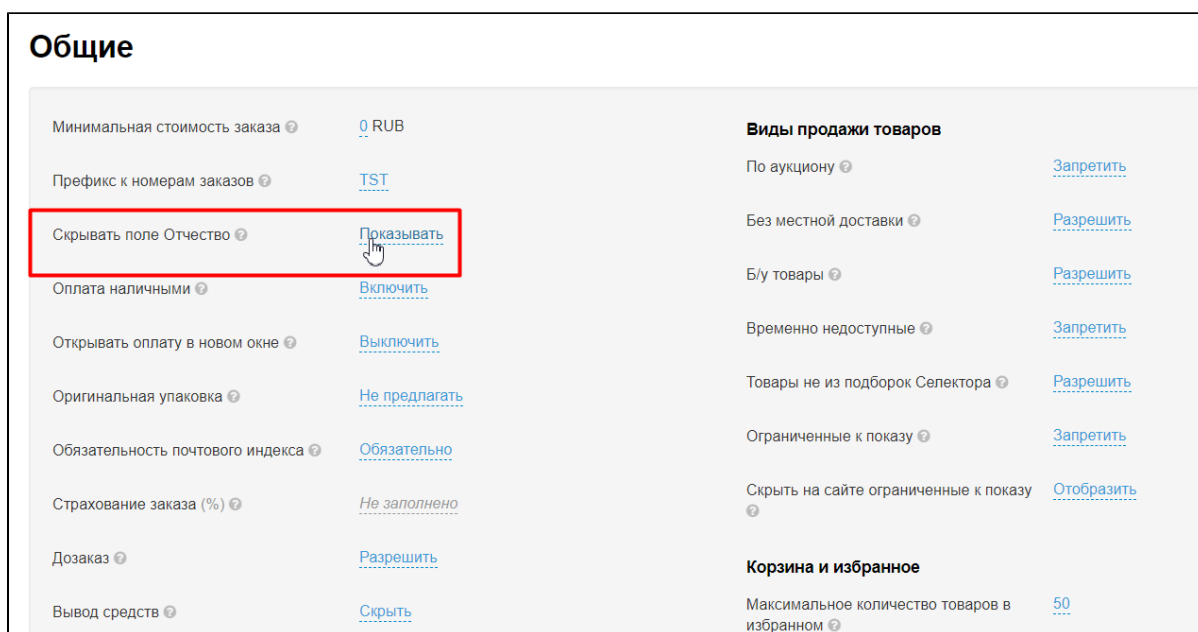 Общие
Минимальная стоимость заказа 0 RUB
Префикс к номерам заказов TST
Скрывать поле Отчество Показывать
Оплата наличными Включить
Открывать оплату в новом окне Выключить
Оригинальная упаковка Не предлагать
Обязательность почтового индекса Обязательно
Страхование заказа (%) Не заполнено
Дозаказ Разрешить
Вывод средств Скрыть
Виды продажи товаров
По аукциону Запретить
Без местной доставки Разрешить
Б/у товары Разрешить
Временно недоступные Запретить
Товары не из подборок Селектора Разрешить
Ограниченные к показу Запретить
Скрыть на сайте ограниченные к показу Отобразить
Корзина и избранное
Максимальное количество товаров в 50
избранном